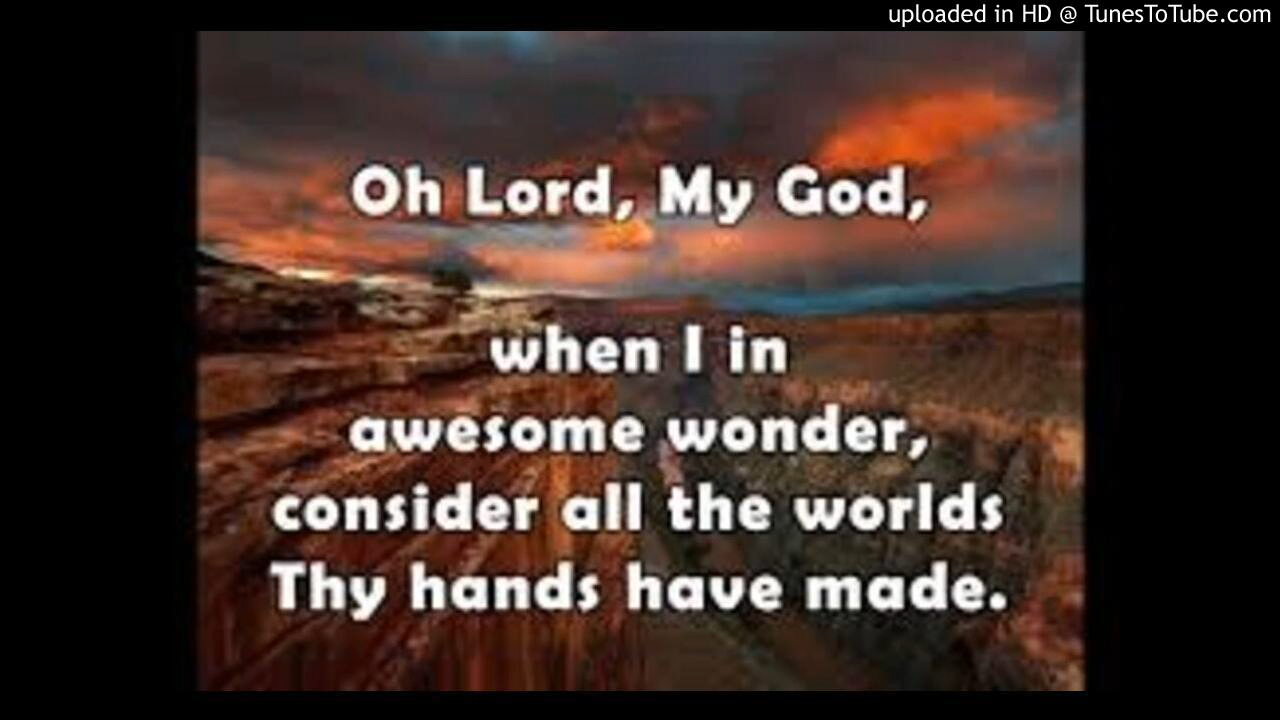 uploaded in HD @ TunesToTube.com
Oh Lord, My God,
when I in
awesome wonder,
consider all the worlds
Thy hands have made.